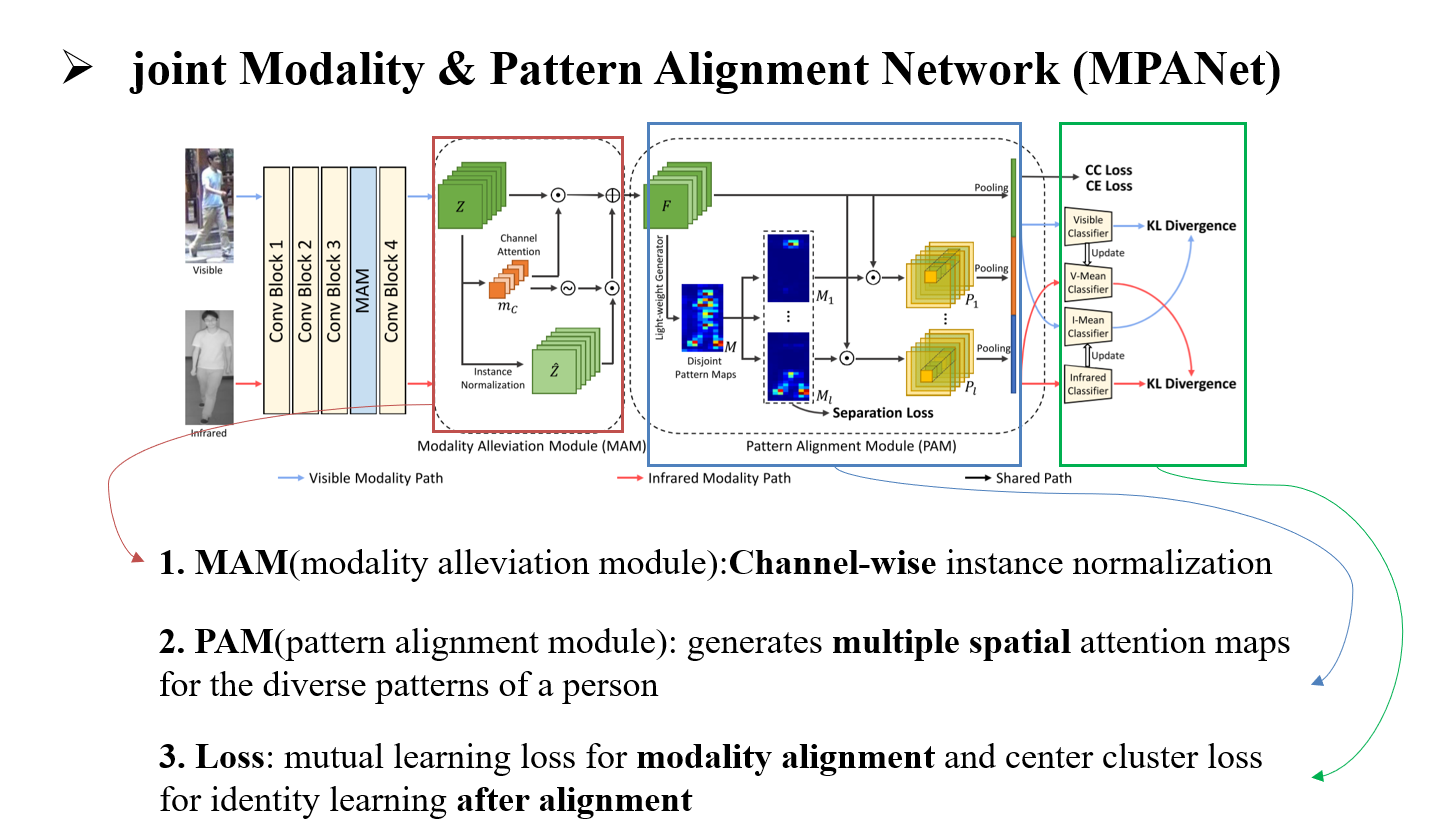 ➢ joint Modality & Pattern Alignment Network (MPANet)
Visible
Infrared
Conv Block 1
Conv Block 2
Conv Block 3
MAM
Conv Block 4
Z
Channel
Attention
m_C
~
Instance
Normalization
Ẑ
Modality Alleviation Module (MAM)
F
Light-weight Generator
M
Disjoint
Pattern Maps
M_1
⋮
M_l
Separation Loss
Pooling
Pooling
P_1
⋮
Pooling
P_l
Pattern Alignment Module (PAM)
CC Loss
CE Loss
Visible
Classifier
KL Divergence
Update
V-Mean
Classifier
I-Mean
Classifier
Update
Infrared
Classifier
KL Divergence
Visible Modality Path
Infrared Modality Path
Shared Path
1. MAM(modality alleviation module):Channel-wise instance normalization
2. PAM(pattern alignment module): generates multiple spatial attention maps
for the diverse patterns of a person
3. Loss: mutual learning loss for modality alignment and center cluster loss
for identity learning after alignment